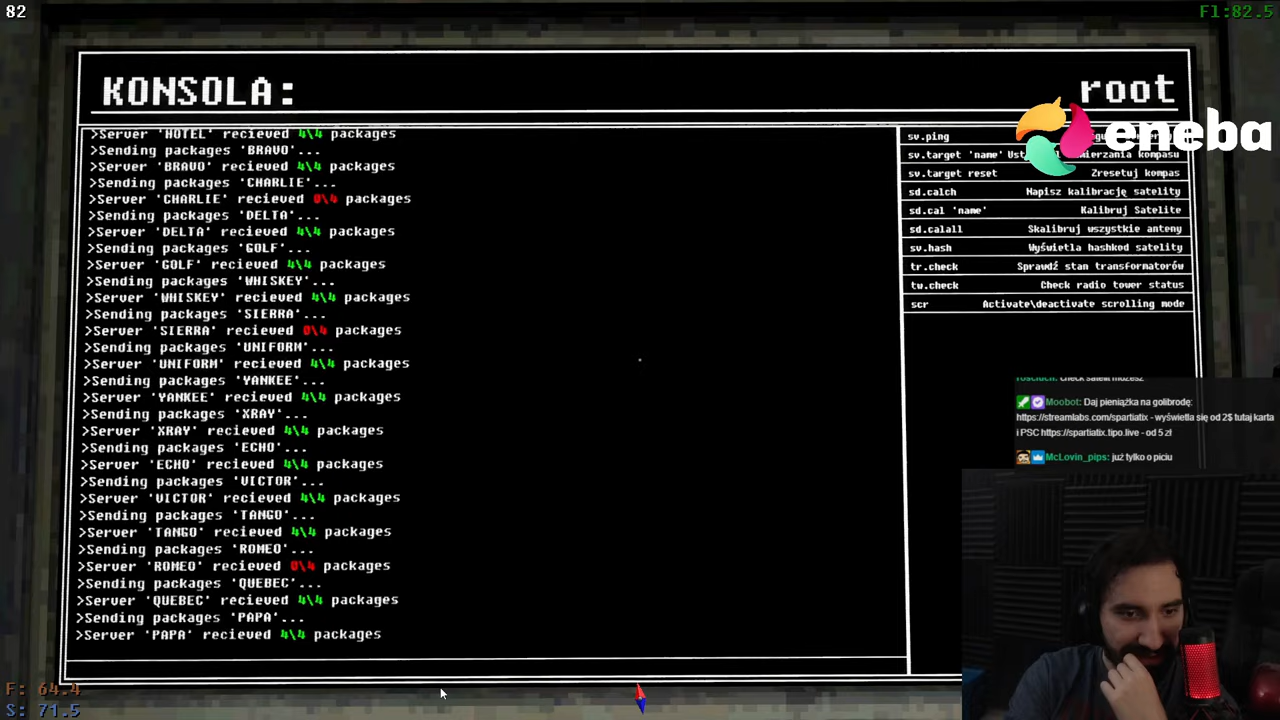 82
F1:82.5
KONSOLA:
root
eneba
>Server 'HOTEL' recieved 4\4 packages
>Sending packages 'BRAVO'...
>Server 'BRAVO' recieved 4\4 packages
>Sending packages 'CHARLIE'...
>Server 'CHARLIE' recieved 0\4 packages
>Sending packages 'DELTA'...
>Server 'DELTA' recieved 4\4 packages
>Sending packages 'GOLF'...
>Server 'GOLF' recieved 4\4 packages
>Sending packages 'WHISKEY'...
>Server 'WHISKEY' recieved 4\4 packages
>Sending packages 'SIERRA'...
>Server 'SIERRA' recieved 0\4 packages
>Sending packages 'UNIFORM'...
>Server 'UNIFORM' recieved 4\4 packages
>Sending packages 'YANKEE'...
>Server 'YANKEE' recieved 4\4 packages
>Sending packages 'XRAY'...
>Server 'XRAY' recieved 4\4 packages
>Sending packages 'ECHO'...
>Server 'ECHO' recieved 4\4 packages
>Sending packages 'VICTOR'...
>Server 'VICTOR' recieved 4\4 packages
>Sending packages 'TANGO'...
>Server 'TANGO' recieved 4\4 packages
>Sending packages 'ROMEO'...
>Server 'ROMEO' recieved 0\4 packages
>Sending packages 'QUEBEC'...
>Server 'QUEBEC' recieved 4\4 packages
>Sending packages 'PAPA'...
>Server 'PAPA' recieved 4\4 packages
sv.ping
sv.target 'name' kompasu
sv.target reset Zresetuj kompas
sd.calch Napisz kalibrację satelity
sd.cal 'name' Kalibruj Satelite
sd.calall Skalibruj wszystkie anteny
sv.hash Wyświetla hashkod satelity
tr.check Sprawdź stan transformatorów
tw.check Check radio tower status
scr Activate\deactivate scrolling mode
Moobot: Daj pieniążka na golibrodę:
https://streamlabs.com/spartiatix - wyświetla się od 2$ tutaj karta
i PSC https://spartiatix.tipo.live - od 5 zł
McLovin_pips: już tylko o piciu
F: 64.4
S: 71.5